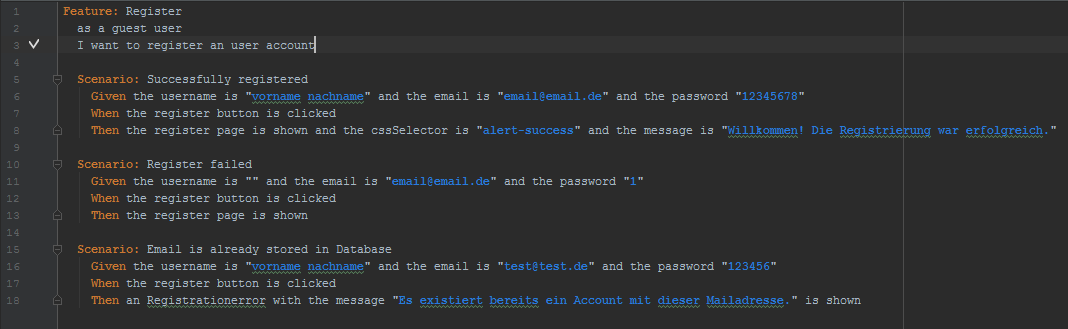 1 Feature: Register
2 as a guest user
3 I want to register an user account
4
5 Scenario: Successfully registered
6 Given the username is "vorname nachname" and the email is "email@email.de" and the password "12345678"
7 When the register button is clicked
8 Then the register page is shown and the cssSelector is "alert-success" and the message is "Willkommen! Die Registrierung war erfolgreich."
9
10 Scenario: Register failed
11 Given the username is "" and the email is "email@email.de" and the password "1"
12 When the register button is clicked
13 Then the register page is shown
14
15 Scenario: Email is already stored in Database
16 Given the username is "vorname nachname" and the email is "test@test.de" and the password "123456"
17 When the register button is clicked
18 Then an Registrationerror with the message "Es existiert bereits ein Account mit dieser Mailadresse." is shown